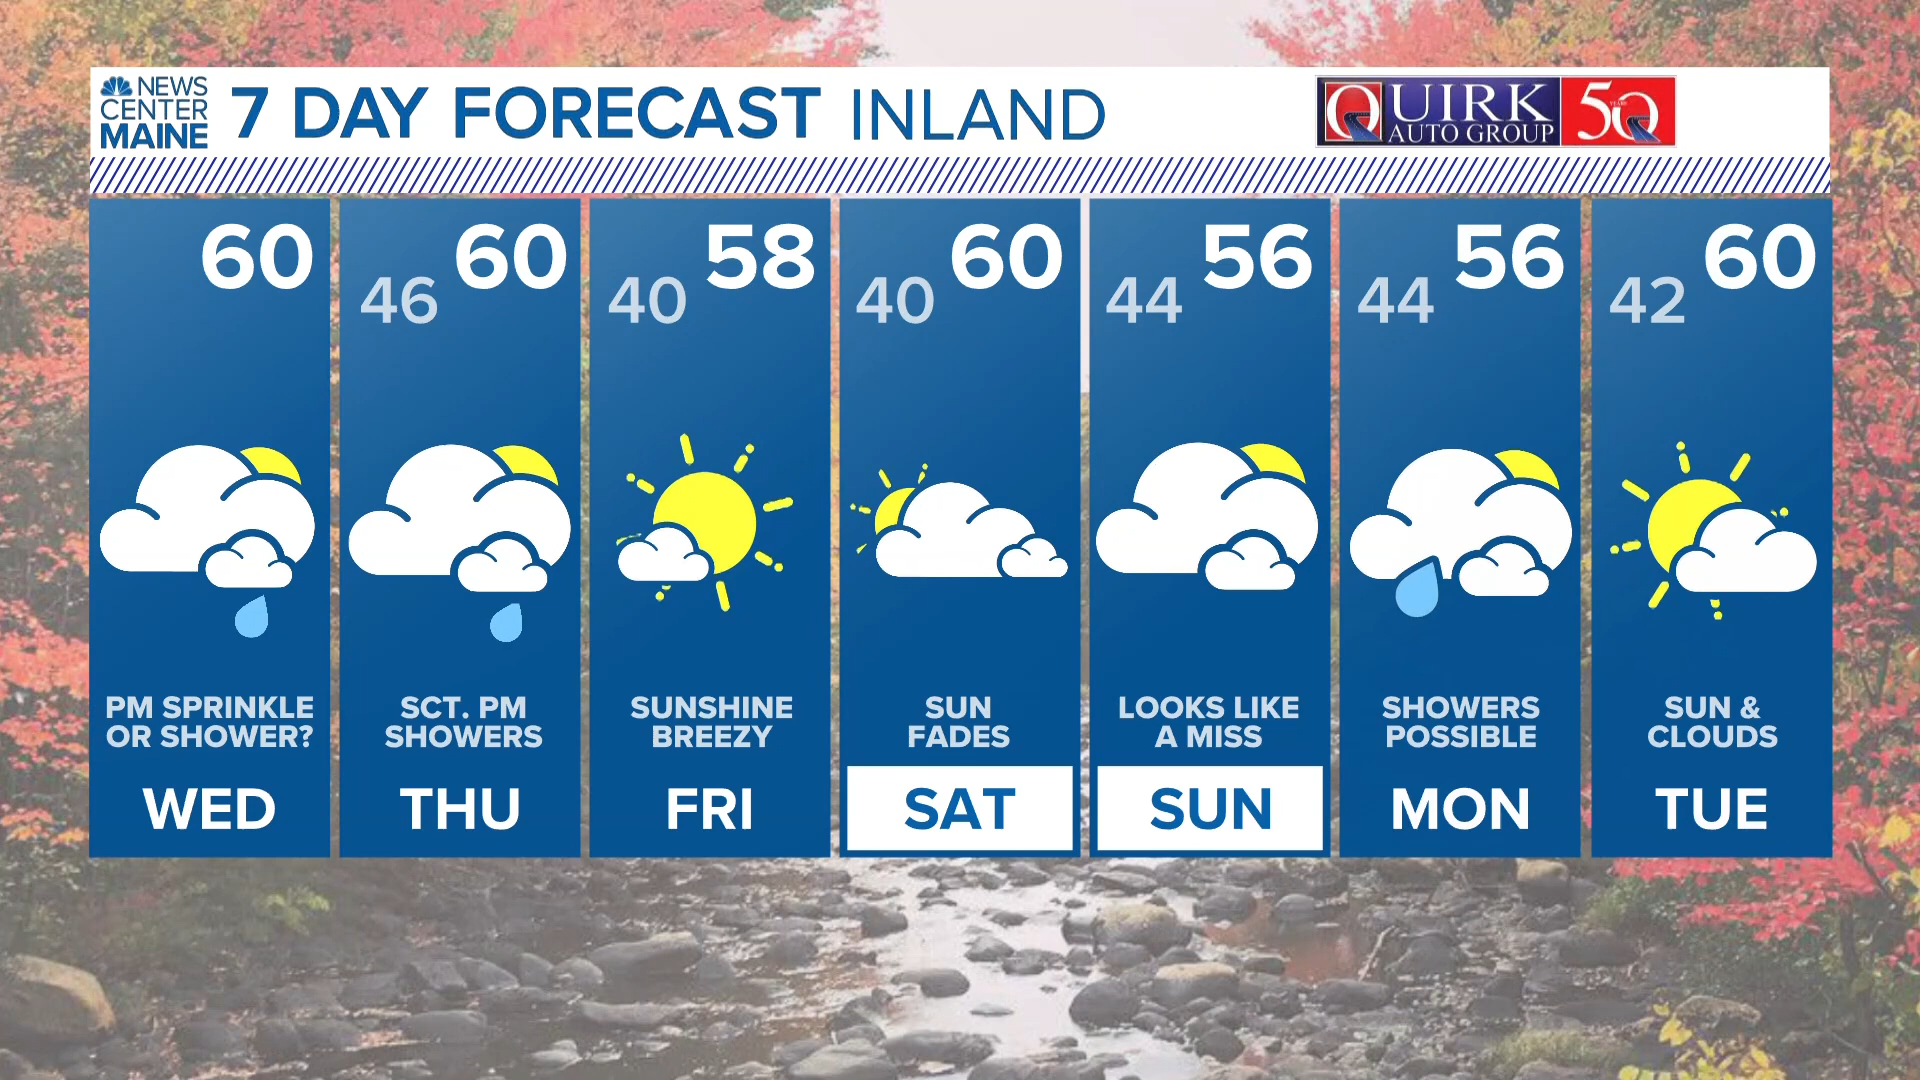 NEWS
CENTER
MAINE
7 DAY FORECAST INLAND
QUIRK
AUTO GROUP
50
YEARS
60
46 60
40 58
40 60
44 56
44 56
42 60
PM SPRINKLE
OR SHOWER?
WED
SCT. PM
SHOWERS
THU
SUNSHINE
BREEZY
FRI
SUN
FADES
SAT
LOOKS LIKE
A MISS
SUN
SHOWERS
POSSIBLE
MON
SUN &
CLOUDS
TUE